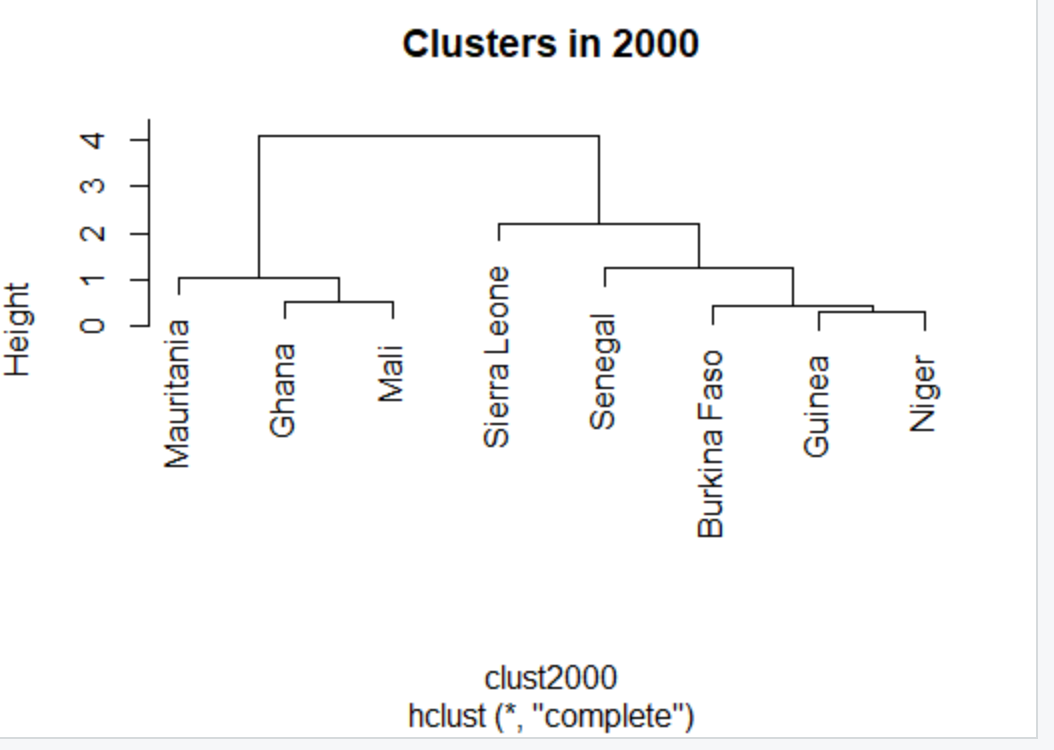 Clusters in 2000
Height
4
3
2
1
0
Mauritania
Ghana
Mali
Sierra Leone
Senegal
Burkina Faso
Guinea
Niger
clust2000
hclust (*, "complete")